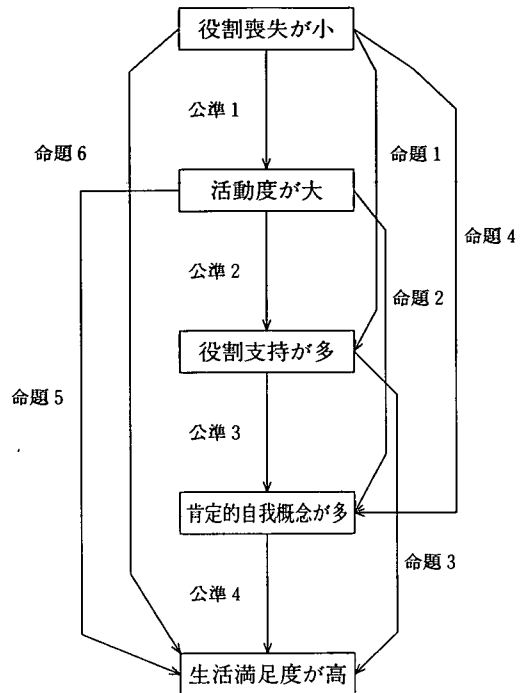 役割喪失が小
公準1
命題6
命題1
活動度が大
命題4
公準2
命題2
役割支持が多
命題5
公準3
肯定的自我概念が多
命題3
公準4
生活満足度が高